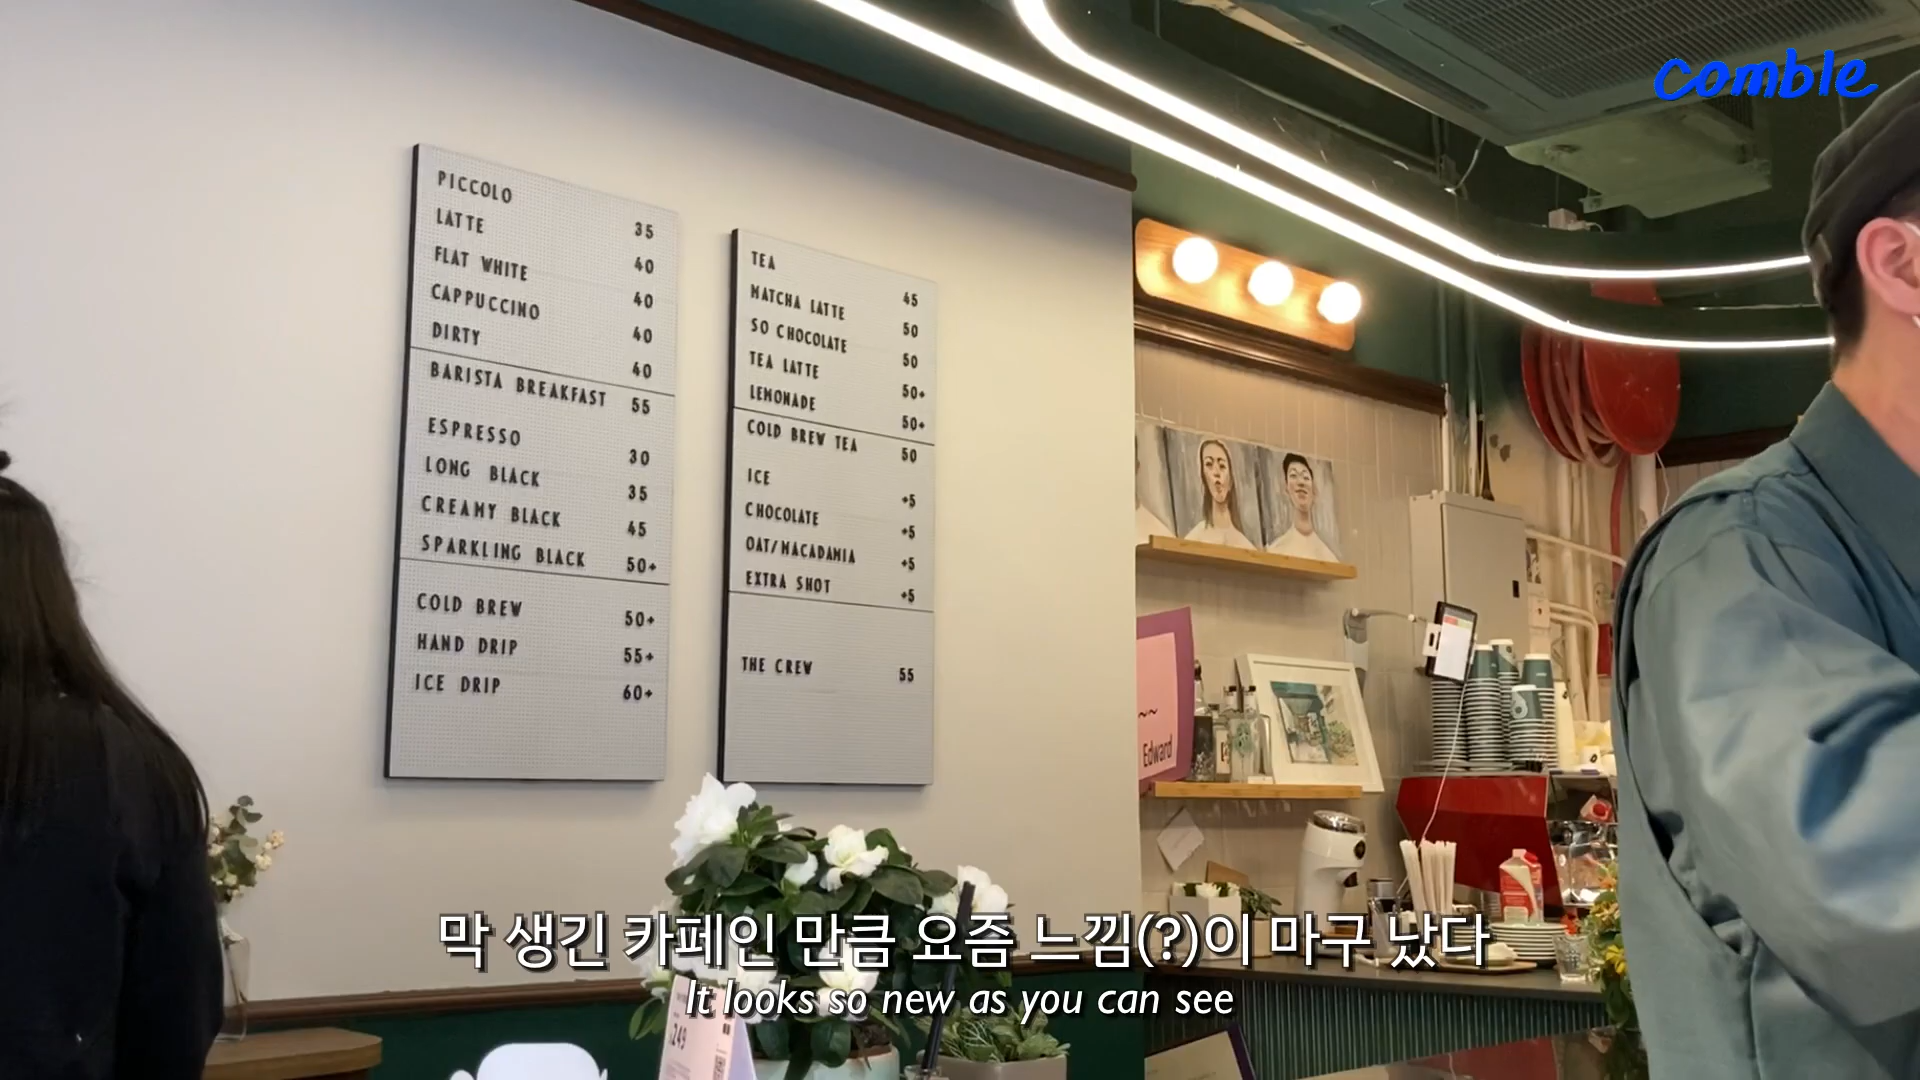 comble
PICCOLO 35
LATTE 40
FLAT WHITE 40
CAPPUCCINO 40
DIRTY 40
BARISTA BREAKFAST 55
ESPRESSO 30
LONG BLACK 35
CREAMY BLACK 45
SPARKLING BLACK 50+
COLD BREW 50+
HAND DRIP 55+
ICE DRIP 60+
TEA 45
MATCHA LATTE 50
SO CHOCOLATE 50
TEA LATTE 50+
LEMONADE 50+
COLD BREW TEA 50
ICE +5
CHOCOLATE +5
OAT/MACADAMIA +5
EXTRA SHOT +5
THE CREW 55
Edward
249
막 생긴 카페인 만큼 요즘 느낌(?)이 마구 났다
It looks so new as you can see